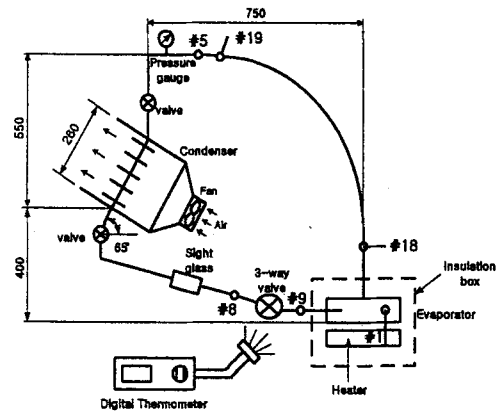 750
#5
#19
Pressure
gauge
valve
550
280
Condenser
Fan
Air
65°
valve
#18
400
Sight
glass
3-way
valve
#8
#9
Insulation
box
Evaporator
#1
Heater
Digital Thermometer